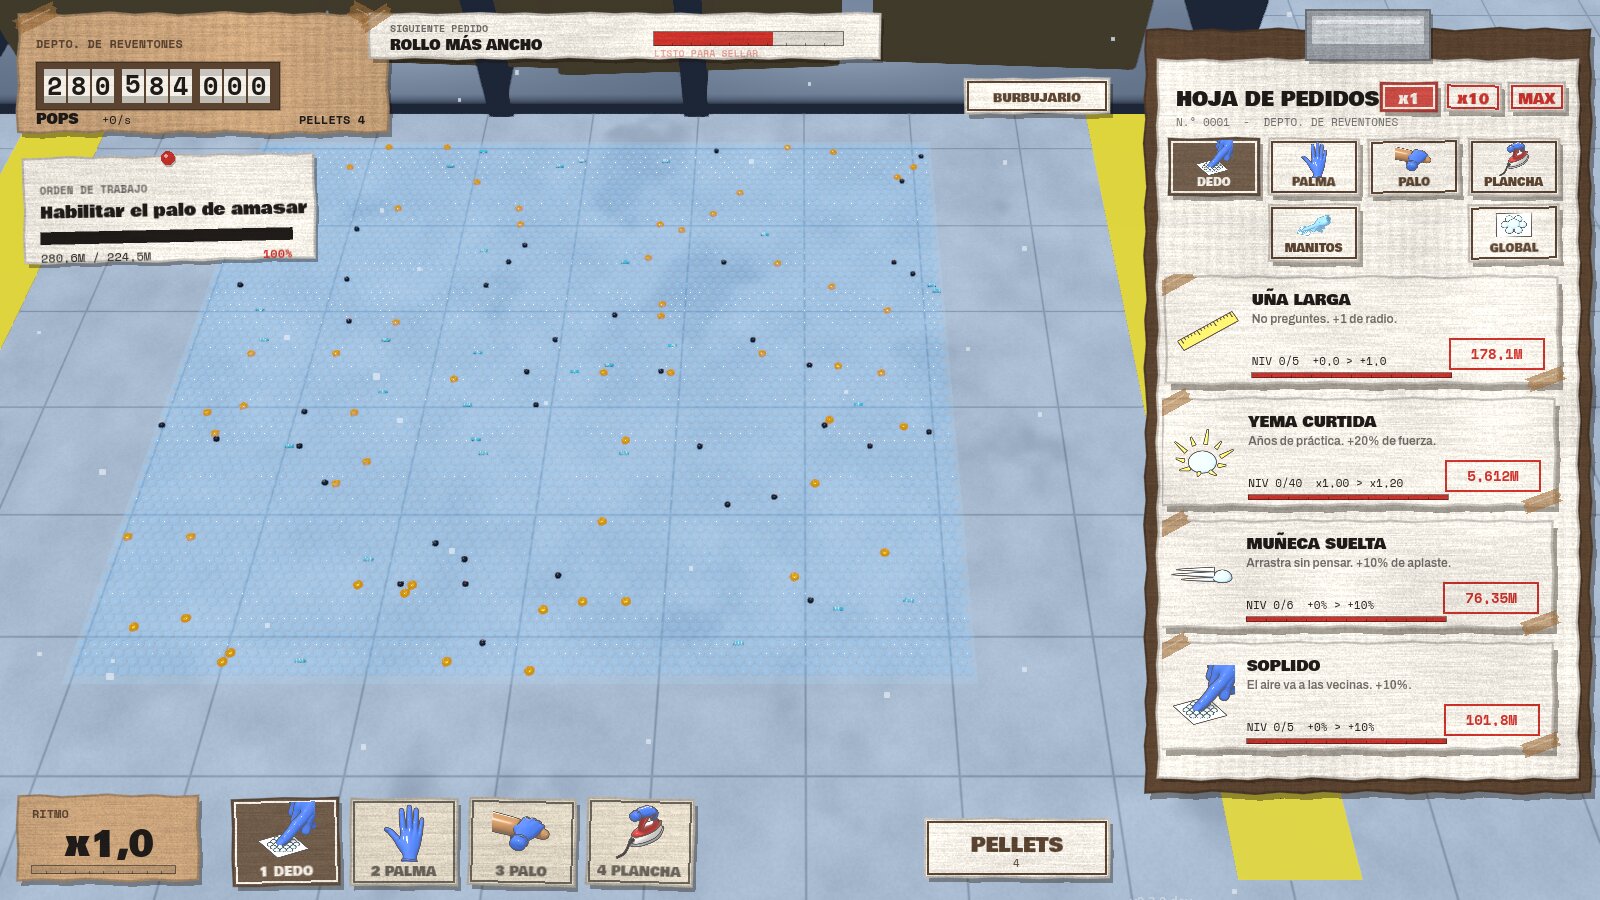 DEPTO. DE REVENTONES
280 584 000
POPS +0/s PELLETS 4
SIGUIENTE PEDIDO
ROLLO MÁS ANCHO
LISTO PARA SELLAR
BURBUJARIO
ORDEN DE TRABAJO
Habilitar el palo de amasar
280,6M / 224,5M 100%
HOJA DE PEDIDOS x1 x10 MAX
N.° 0001 - DEPTO. DE REVENTONES
DEDO PALMA PALO PLANCHA
MANITOS GLOBAL
UÑA LARGA
No preguntes. +1 de radio.
NIV 0/5 +0,0 > +1,0 178,1M
YEMA CURTIDA
Años de práctica. +20% de fuerza.
NIV 0/40 x1,00 > x1,20 5,612M
MUÑECA SUELTA
Arrastra sin pensar. +10% de aplaste.
NIV 0/6 +0% > +10% 76,35M
SOPLIDO
El aire va a las vecinas. +10%.
NIV 0/5 +0% > +10% 101,8M
RITMO
x1,0
1 DEDO 2 PALMA 3 PALO 4 PLANCHA
PELLETS
4